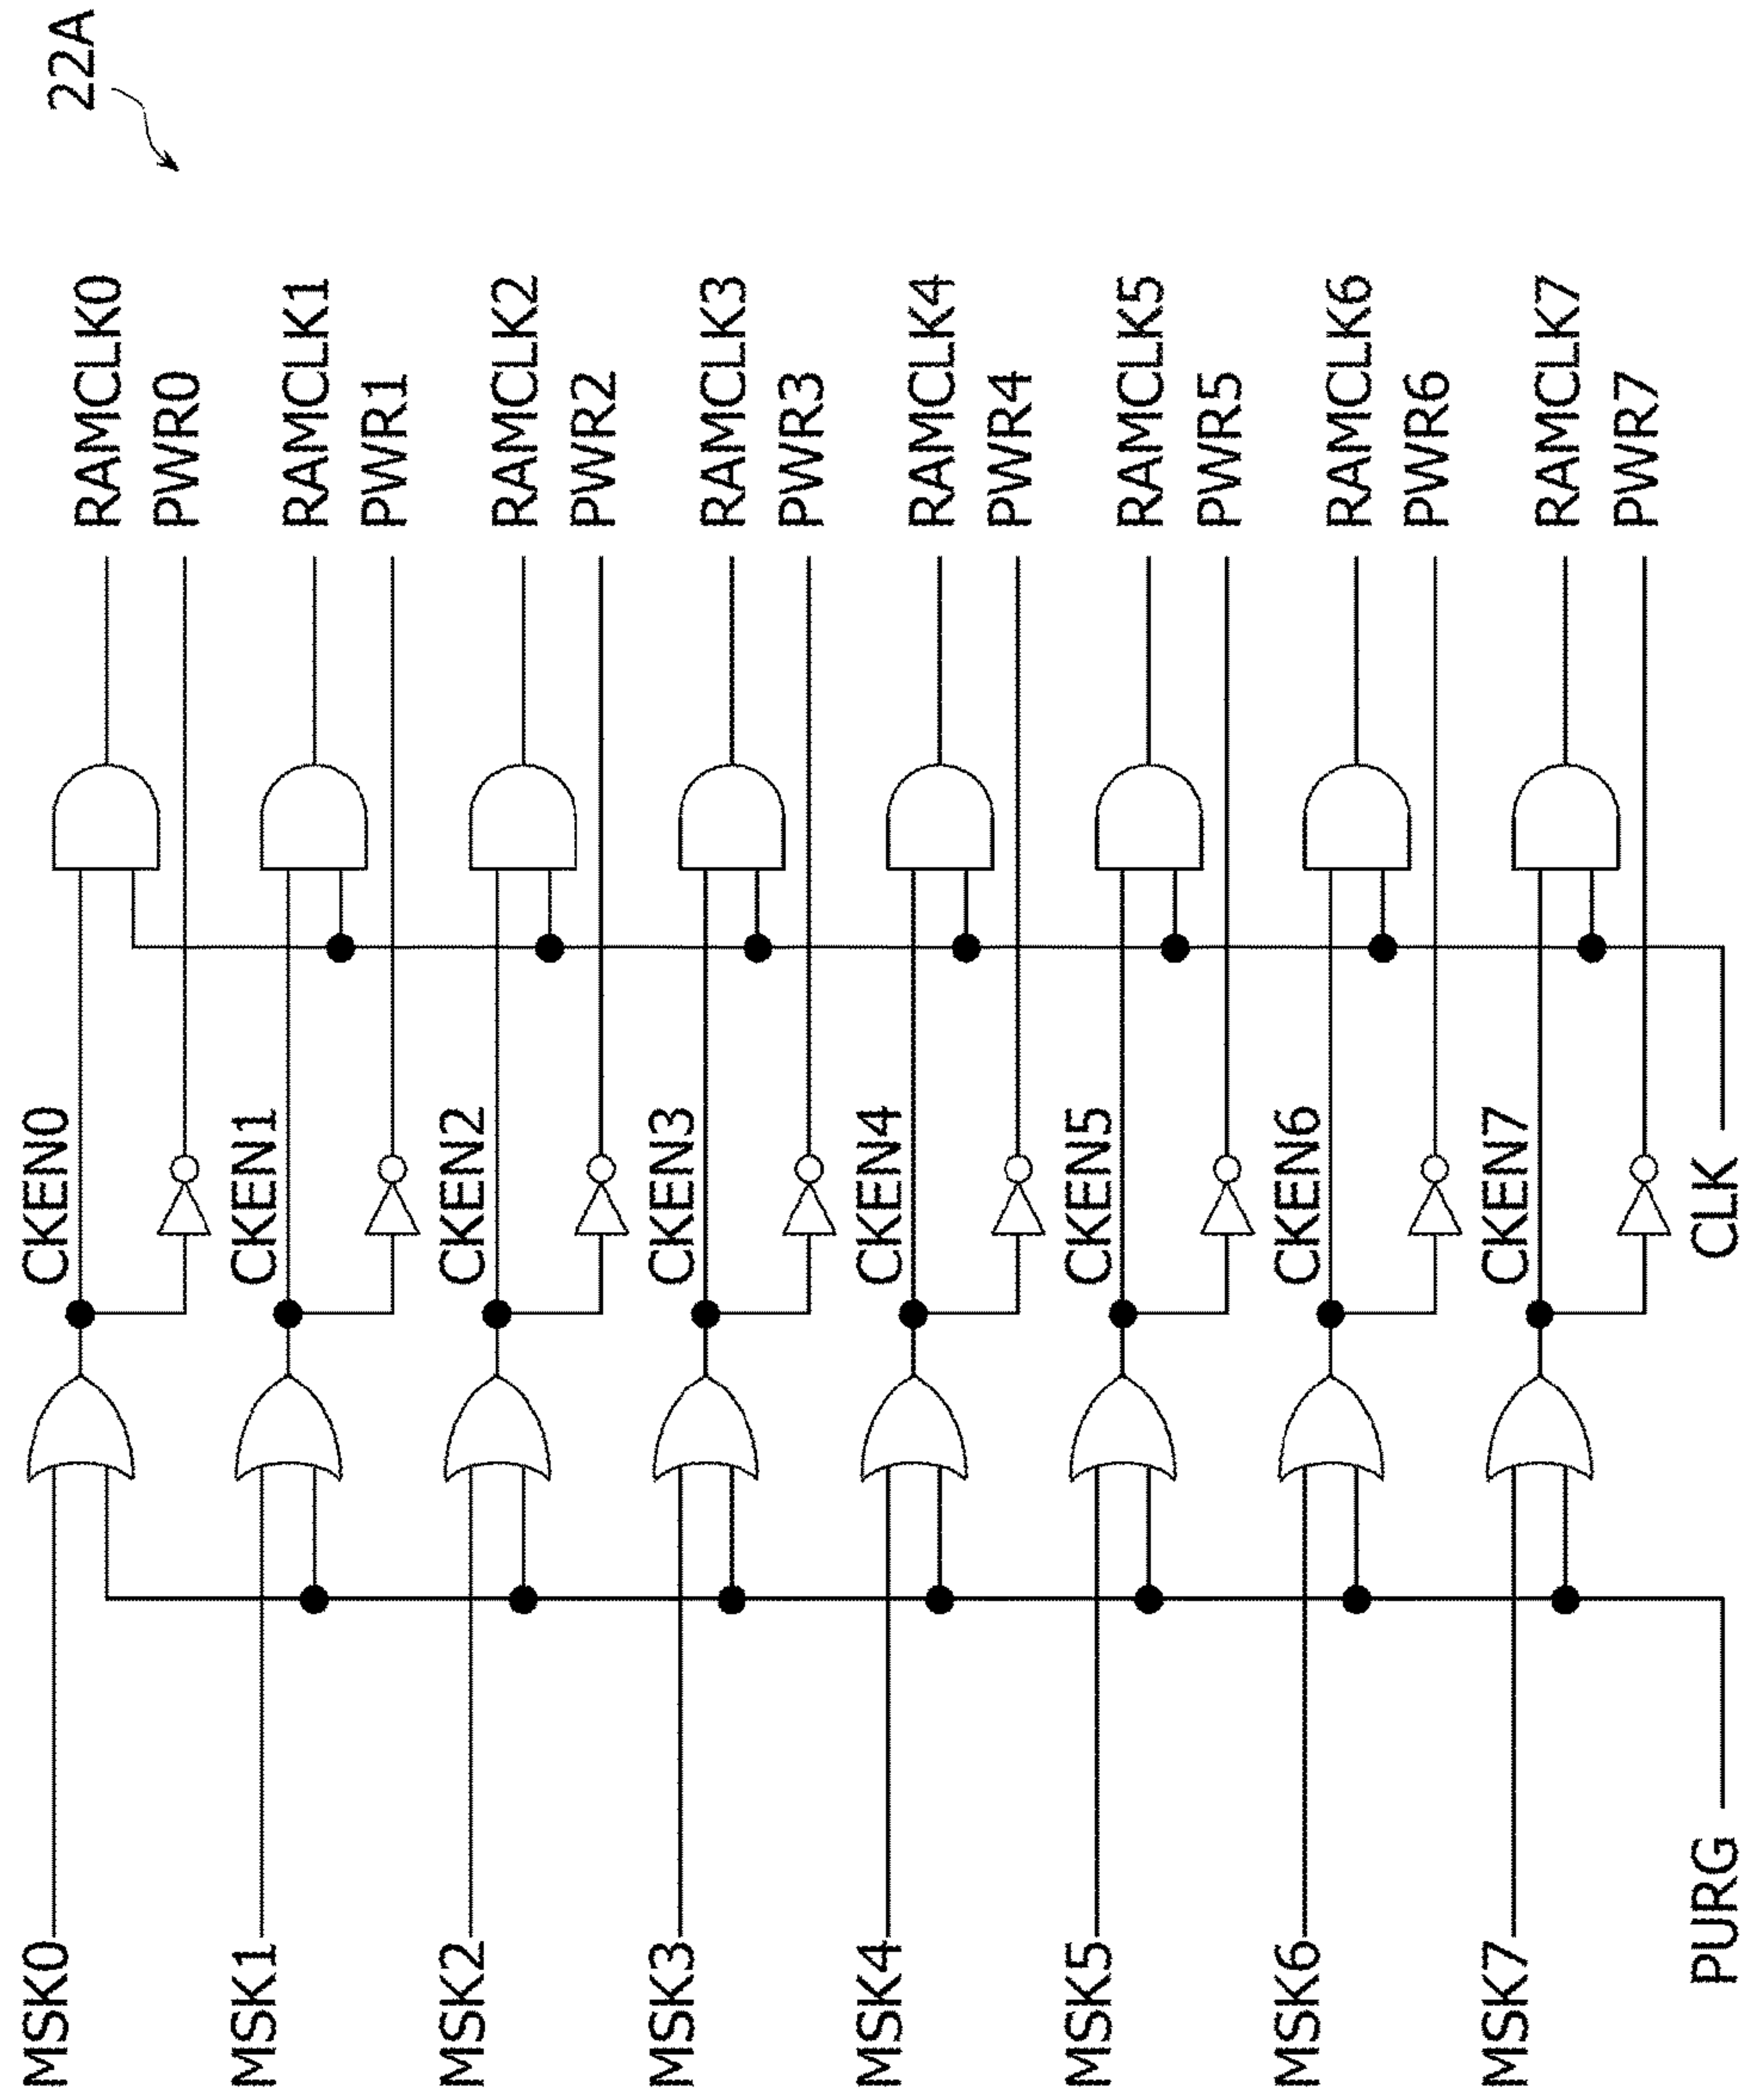 22A
MSK0
CKEN0
RAMCLK0
PWR0
MSK1
CKEN1
RAMCLK1
PWR1
MSK2
CKEN2
RAMCLK2
PWR2
MSK3
CKEN3
RAMCLK3
PWR3
MSK4
CKEN4
RAMCLK4
PWR4
MSK5
CKEN5
RAMCLK5
PWR5
MSK6
CKEN6
RAMCLK6
PWR6
MSK7
CKEN7
RAMCLK7
PWR7
PURG
CLK